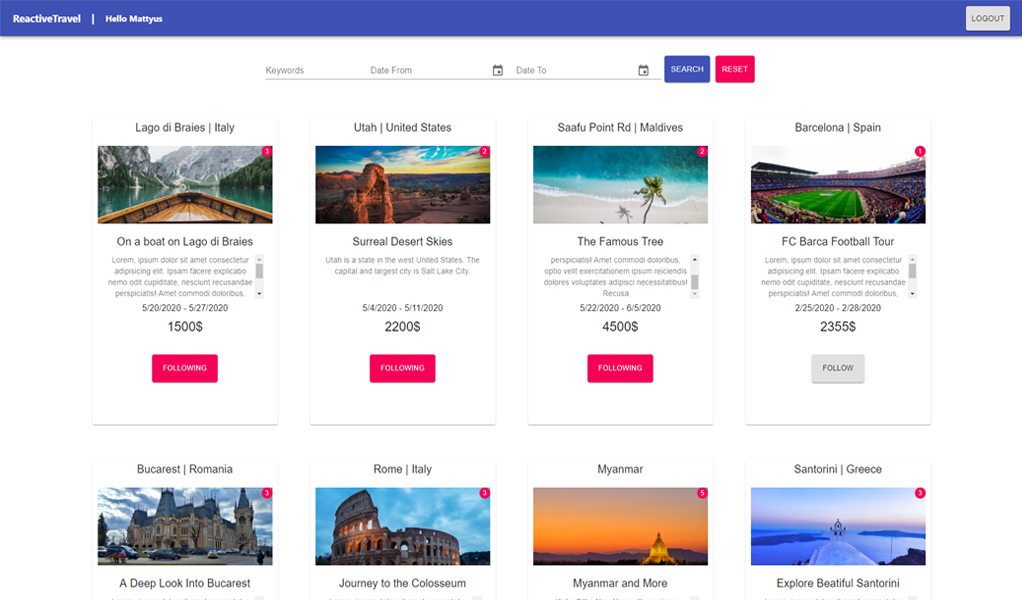 ReactiveTravel | Hello Mattyus
LOGOUT
Keywords
Date From
Date To
SEARCH
RESET
Lago di Braies | Italy
3
On a boat on Lago di Braies
Lorem, ipsum dolor sit amet consectetur
adipisicing elit. Ipsam facere explicabo
nemo odit cupiditate, nesciunt recusandae
perspiciatis! Amet commodi doloribus,
5/20/2020 - 5/27/2020
1500$
FOLLOWING
Utah | United States
2
Surreal Desert Skies
Utah is a state in the west United States. The
capital and largest city is Salt Lake City.
5/4/2020 - 5/11/2020
2200$
FOLLOWING
Saafu Point Rd | Maldives
2
The Famous Tree
perspiciatis! Amet commodi doloribus,
optio velit exercitationem ipsum reiciendis
dolores voluptates adipisci necessitatibus!
Recusa
5/22/2020 - 6/5/2020
4500$
FOLLOWING
Barcelona | Spain
1
FC Barca Football Tour
Lorem, ipsum dolor sit amet consectetur
adipisicing elit. Ipsam facere explicabo
nemo odit cupiditate, nesciunt recusandae
perspiciatis! Amet commodi doloribus,
2/25/2020 - 2/28/2020
2355$
FOLLOW
Bucarest | Romania
3
A Deep Look Into Bucarest
Rome | Italy
3
Journey to the Colosseum
Myanmar
5
Myanmar and More
Santorini | Greece
3
Explore Beatiful Santorini